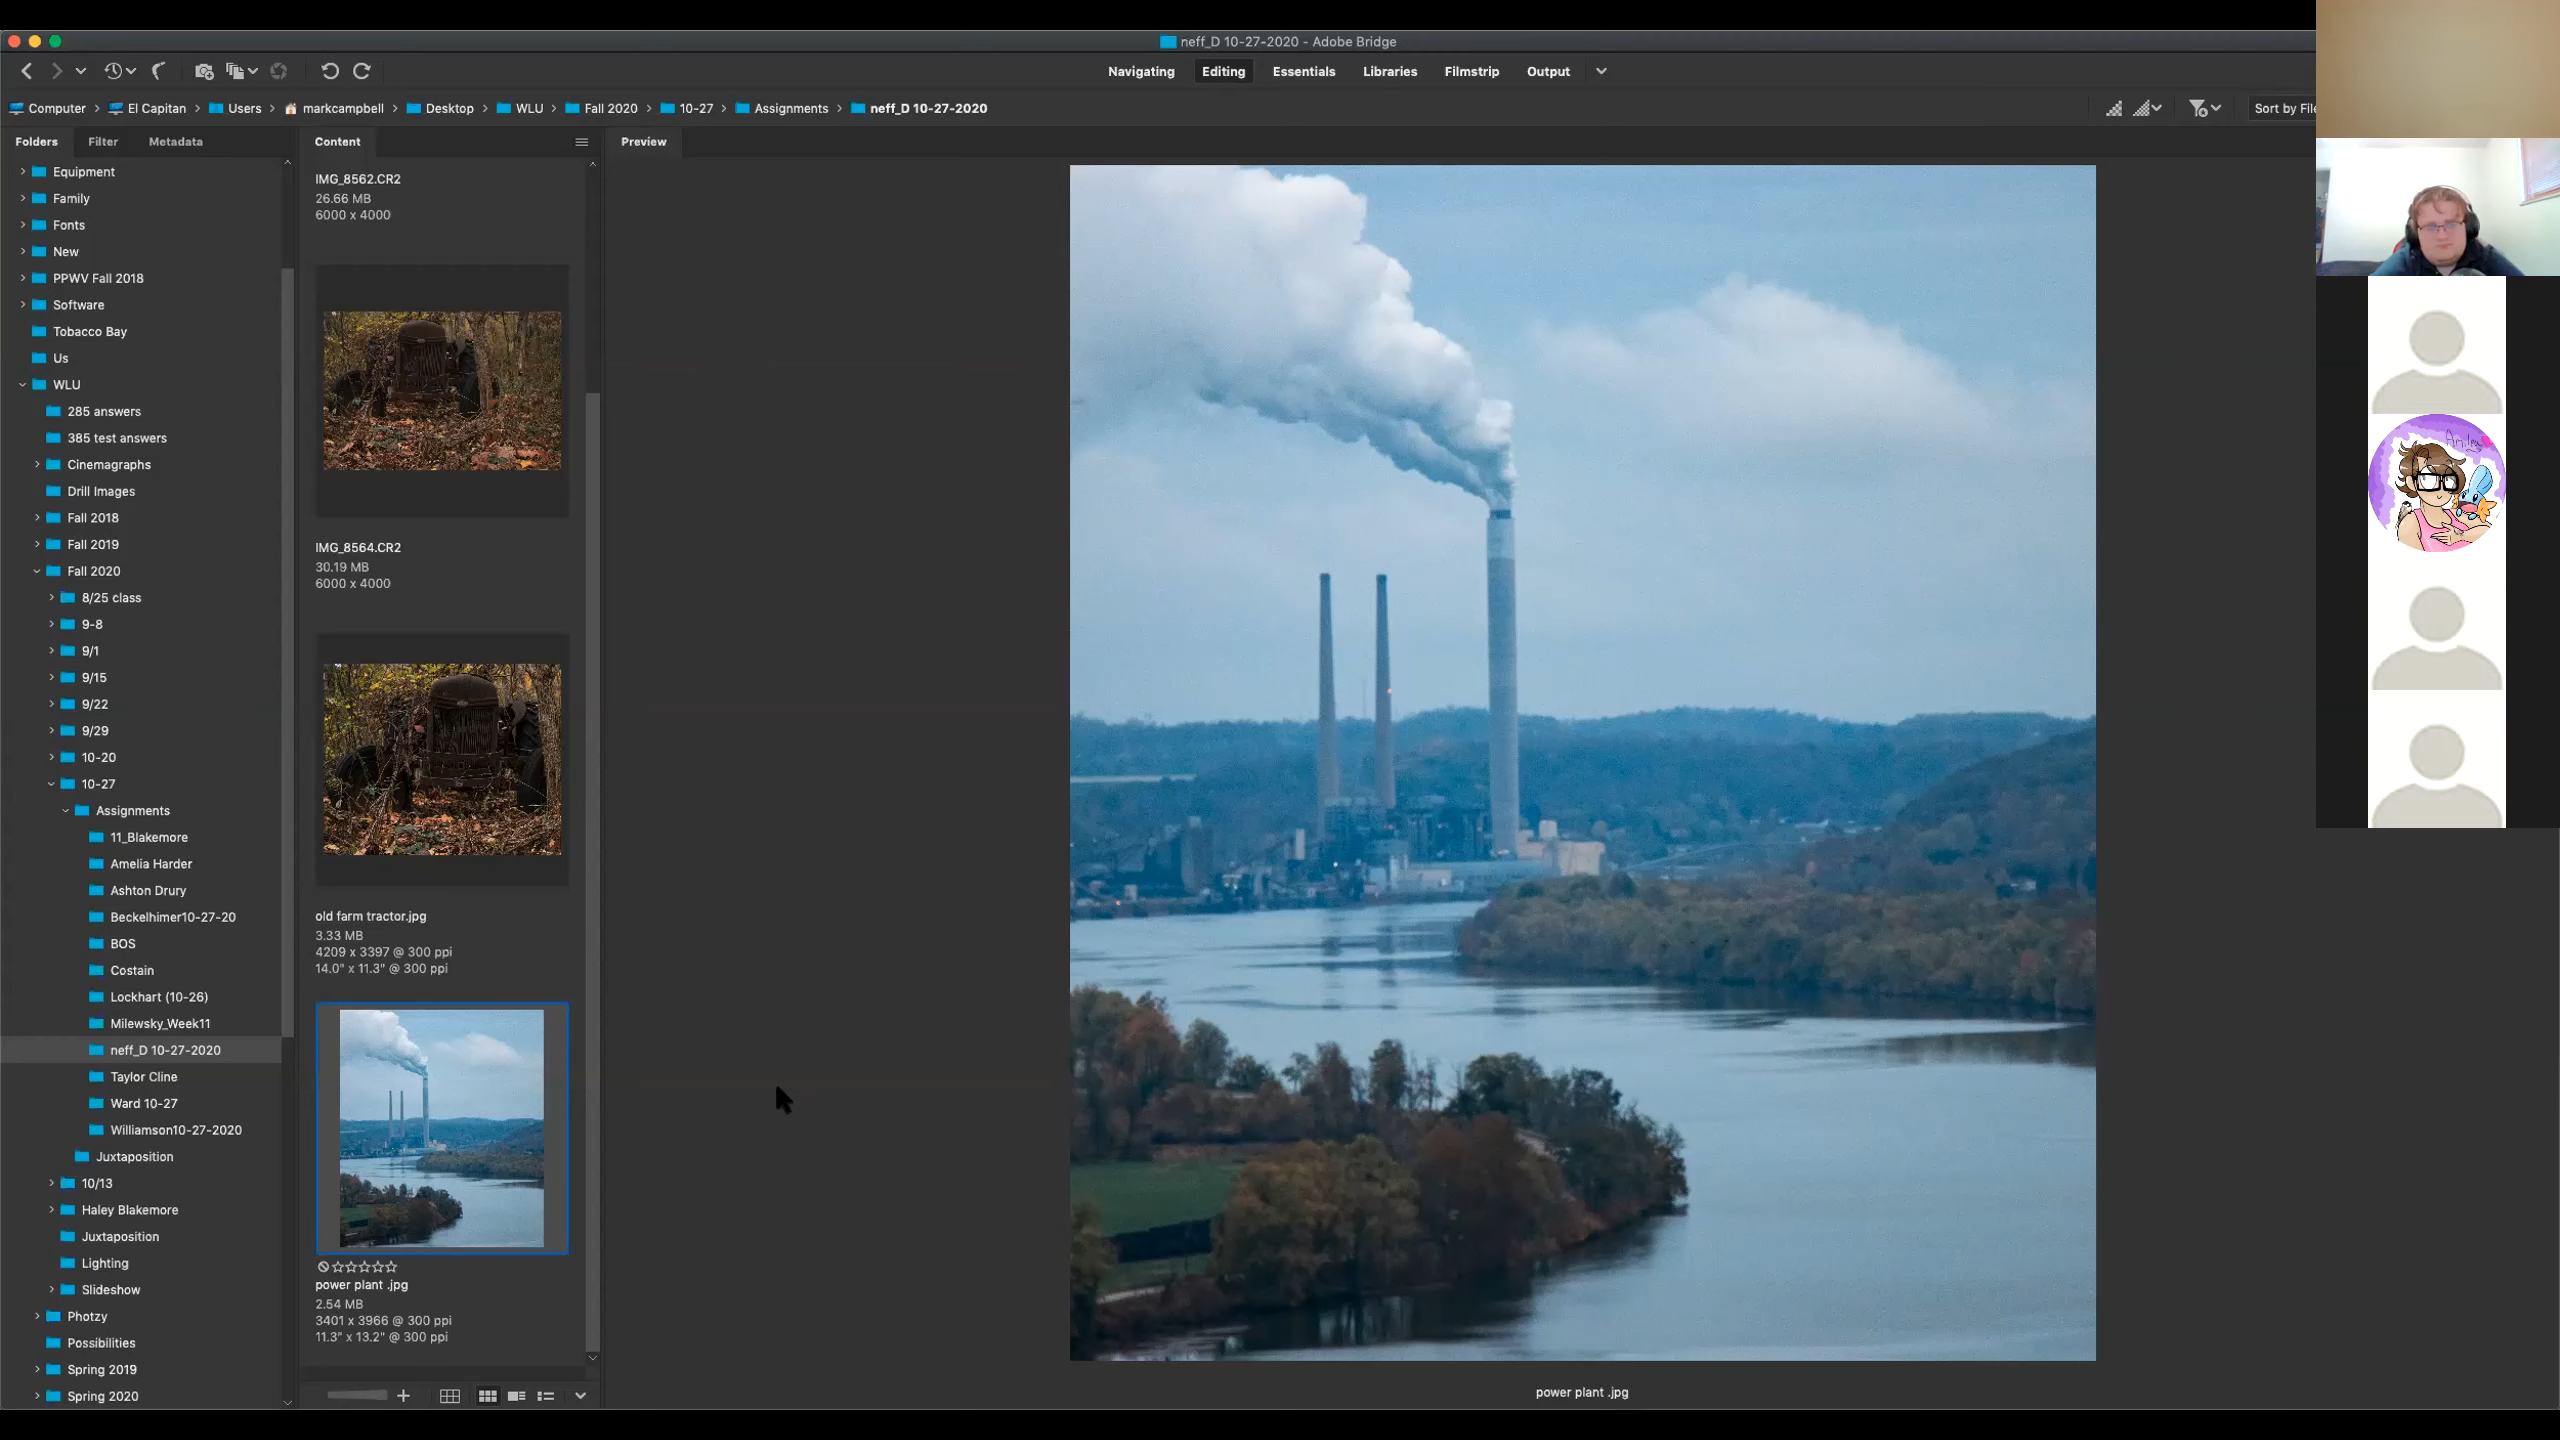 neff_D 10-27-2020 - Adobe Bridge
Navigating Editing Essentials Libraries Filmstrip Output
Computer El Capitan Users markcampbell Desktop WLU Fall 2020 10-27 Assignments neff_D 10-27-2020
Sort by File
Folders Filter Metadata
Equipment
Family
Fonts
New
PPWV Fall 2018
Software
Tobacco Bay
Us
WLU
285 answers
385 test answers
Cinemagraphs
Drill Images
Fall 2018
Fall 2019
Fall 2020
8/25 class
9-8
9/1
9/15
9/22
9/29
10-20
10-27
Assignments
11_Blakemore
Amelia Harder
Ashton Drury
Beckelhimer10-27-20
BOS
Costain
Lockhart (10-26)
Milewsky_Week11
neff_D 10-27-2020
Taylor Cline
Ward 10-27
Williamson10-27-2020
Juxtaposition
10/13
Haley Blakemore
Juxtaposition
Lighting
Slideshow
Photzy
Possibilities
Spring 2019
Spring 2020
Content
IMG_8562.CR2
26.66 MB
6000 x 4000
IMG_8564.CR2
30.19 MB
6000 x 4000
old farm tractor.jpg
3.33 MB
4209 x 3397 @ 300 ppi
14.0" x 11.3" @ 300 ppi
power plant .jpg
2.54 MB
3401 x 3966 @ 300 ppi
11.3" x 13.2" @ 300 ppi
Preview
power plant .jpg